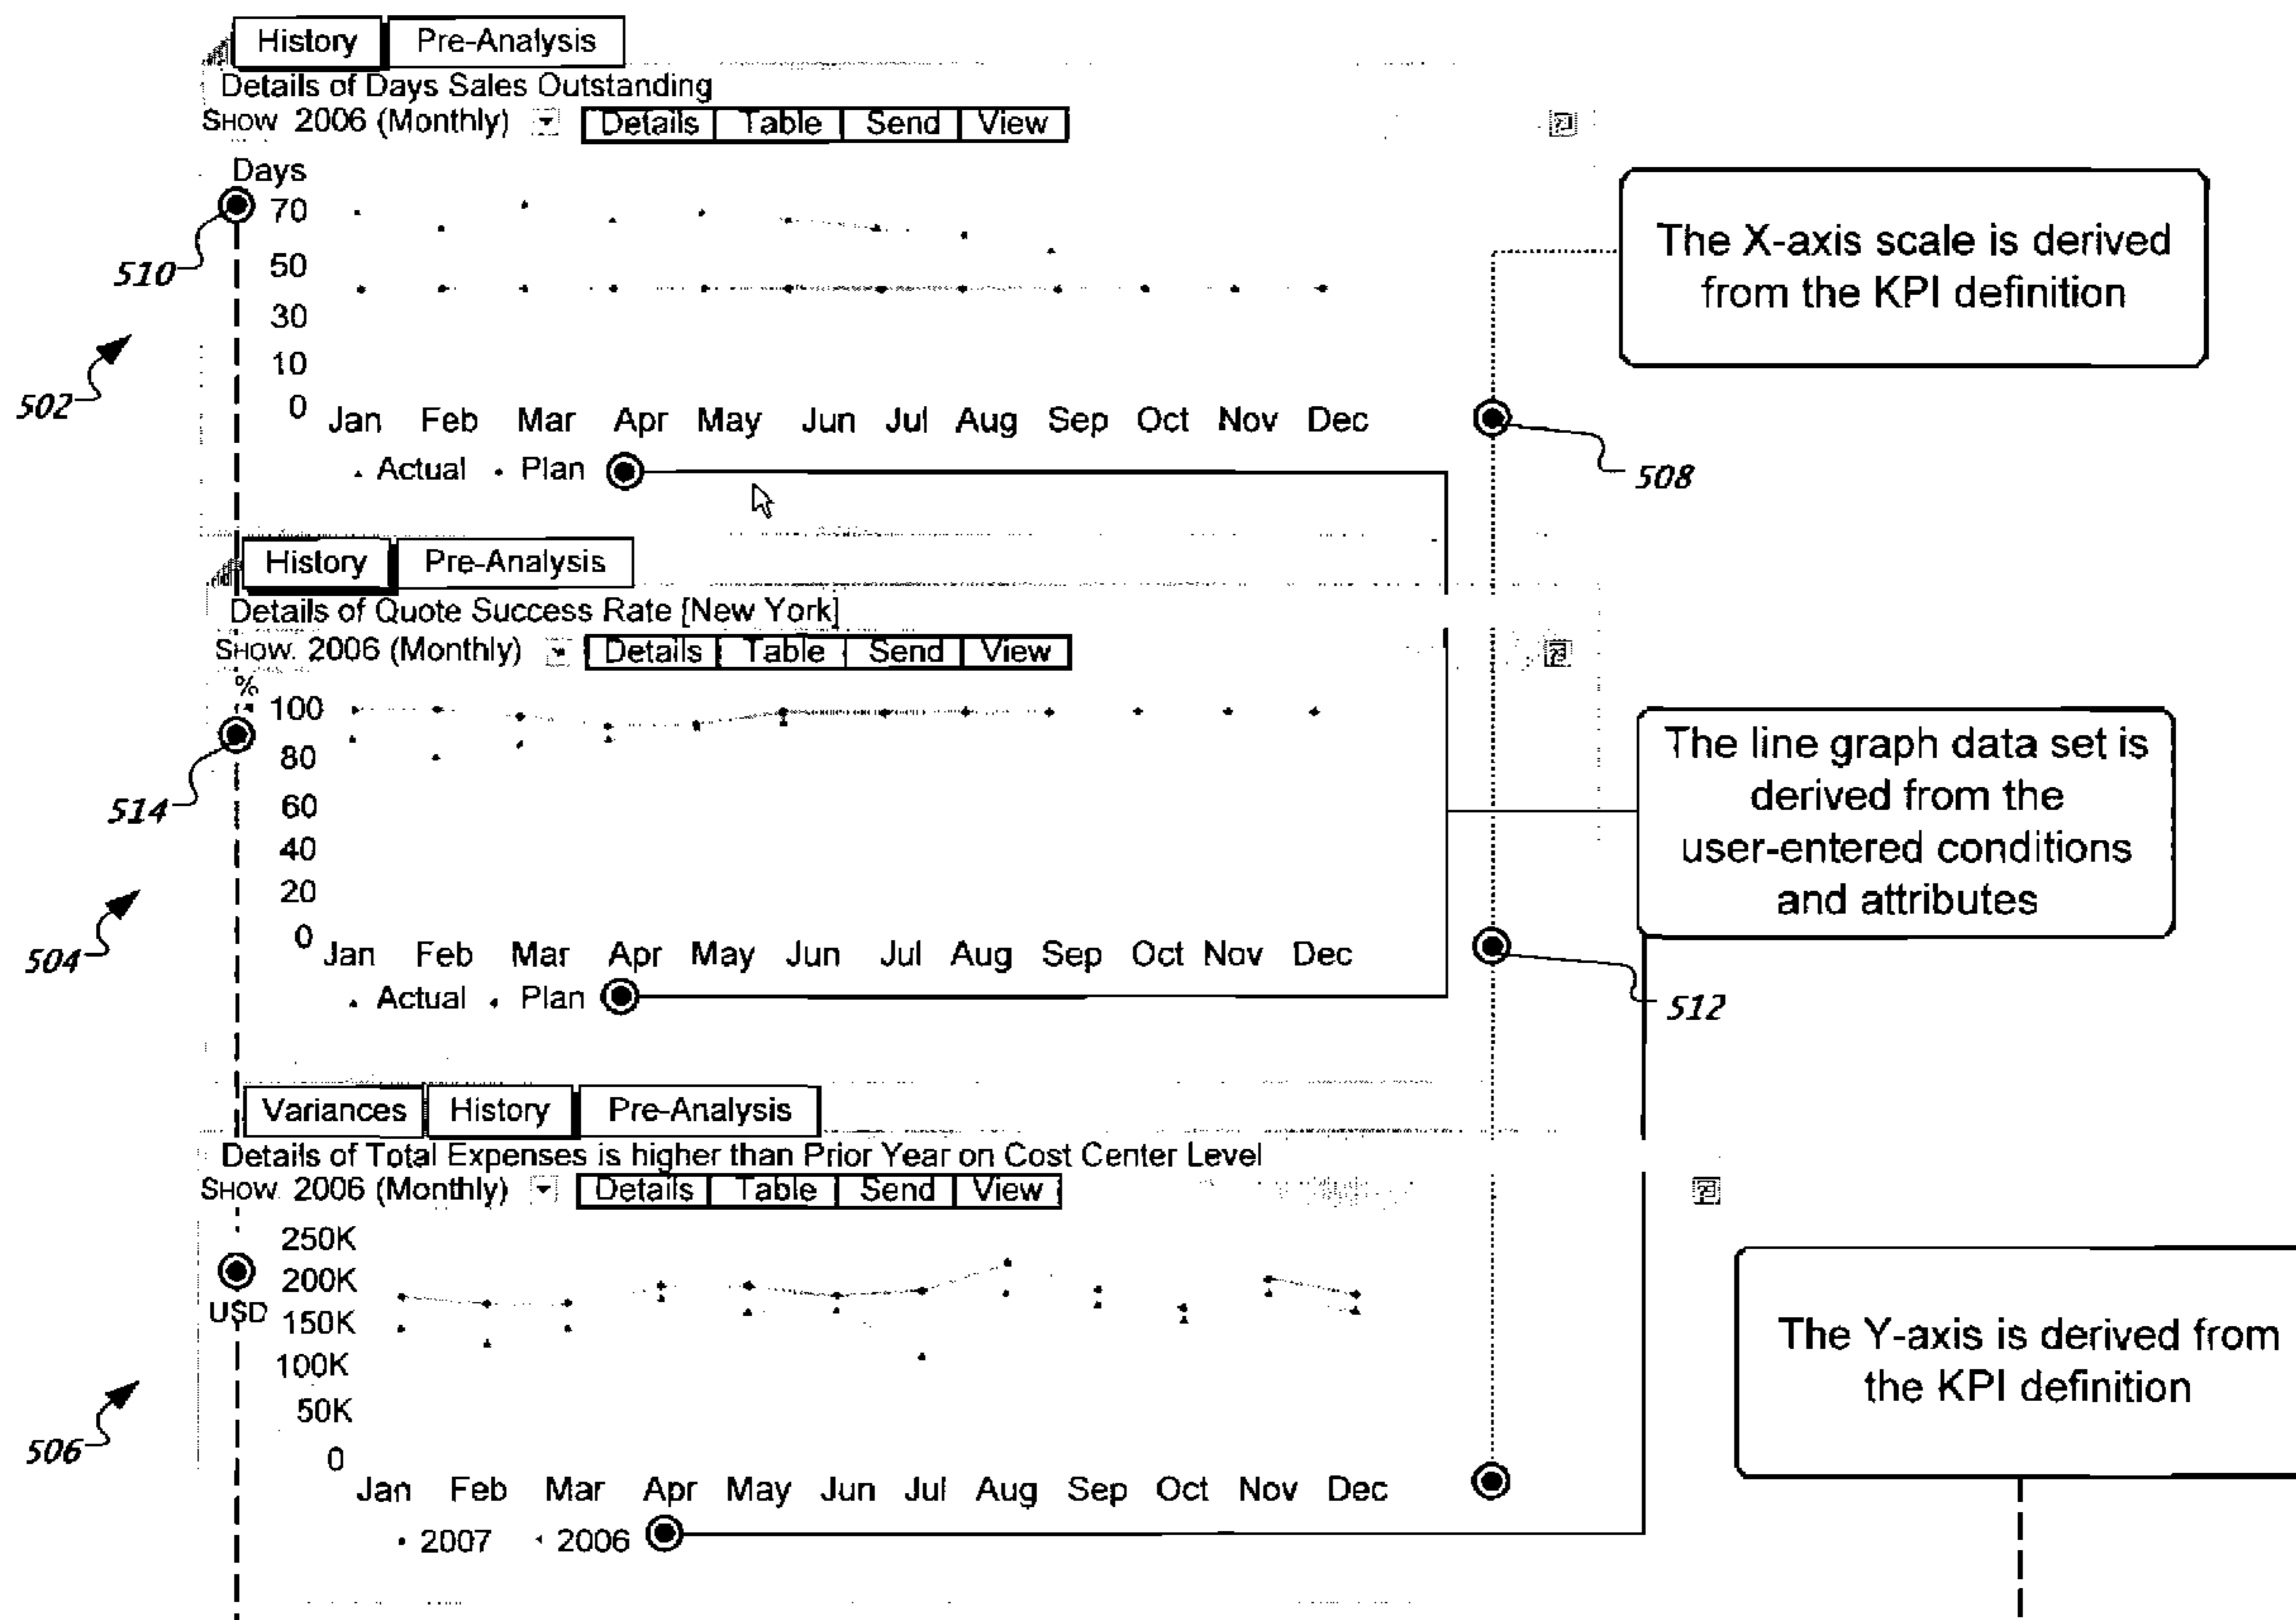 History Pre-Analysis
Details of Days Sales Outstanding
SHOW 2006 (Monthly) Details Table Send View
Days
70
50
30
10
0
Jan Feb Mar Apr May Jun Jul Aug Sep Oct Nov Dec
Actual Plan
510
502
The X-axis scale is derived
from the KPI definition
508
History Pre-Analysis
Details of Quote Success Rate [New York]
SHOW. 2006 (Monthly) Details Table Send View
%
100
80
60
40
20
0
Jan Feb Mar Apr May Jun Jul Aug Sep Oct Nov Dec
Actual Plan
514
504
The line graph data set is
derived from the
user-entered conditions
and attributes
512
Variances History Pre-Analysis
Details of Total Expenses is higher than Prior Year on Cost Center Level
SHOW 2006 (Monthly) Details Table Send View
250K
200K
USD 150K
100K
50K
0
Jan Feb Mar Apr May Jun Jul Aug Sep Oct Nov Dec
2007 2006
506
The Y-axis is derived from
the KPI definition